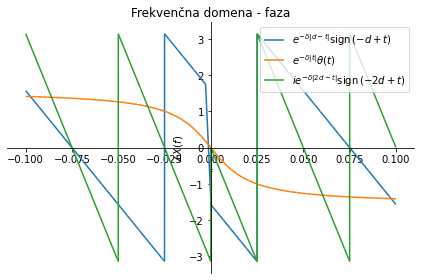 Frekvenčna domena - faza
e^{-δ|d-t|} sign (-d + t)
e^{-δ|t|} θ(t)
ie^{-δ|2d-t|} sign (-2d + t)
3
2
1
0
−1
−2
−3
−0.100 −0.075 −0.050 −0.025 0.000 0.025 0.050 0.075 0.100
∠X(f)